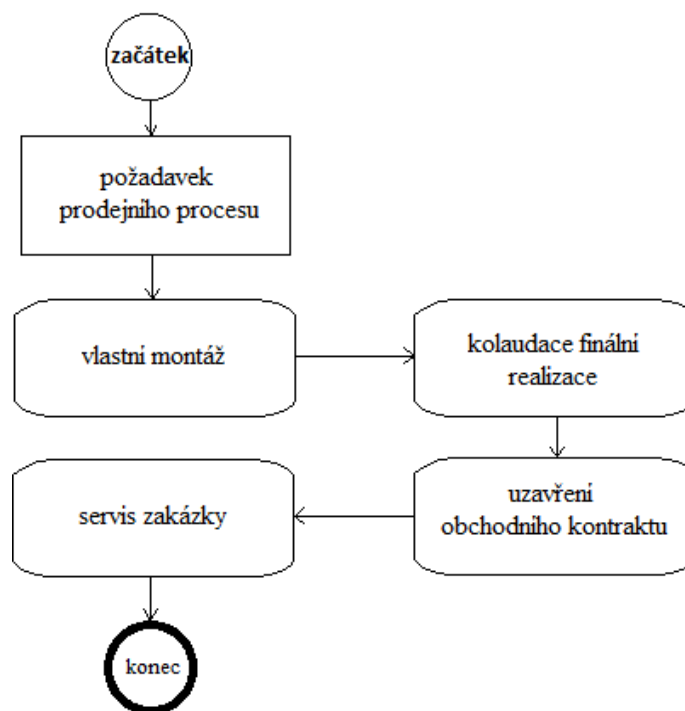 začátek
požadavek
prodejního procesu
vlastní montáž
kolaudace finální
realizace
uzavření
obchodního kontraktu
servis zakázky
konec